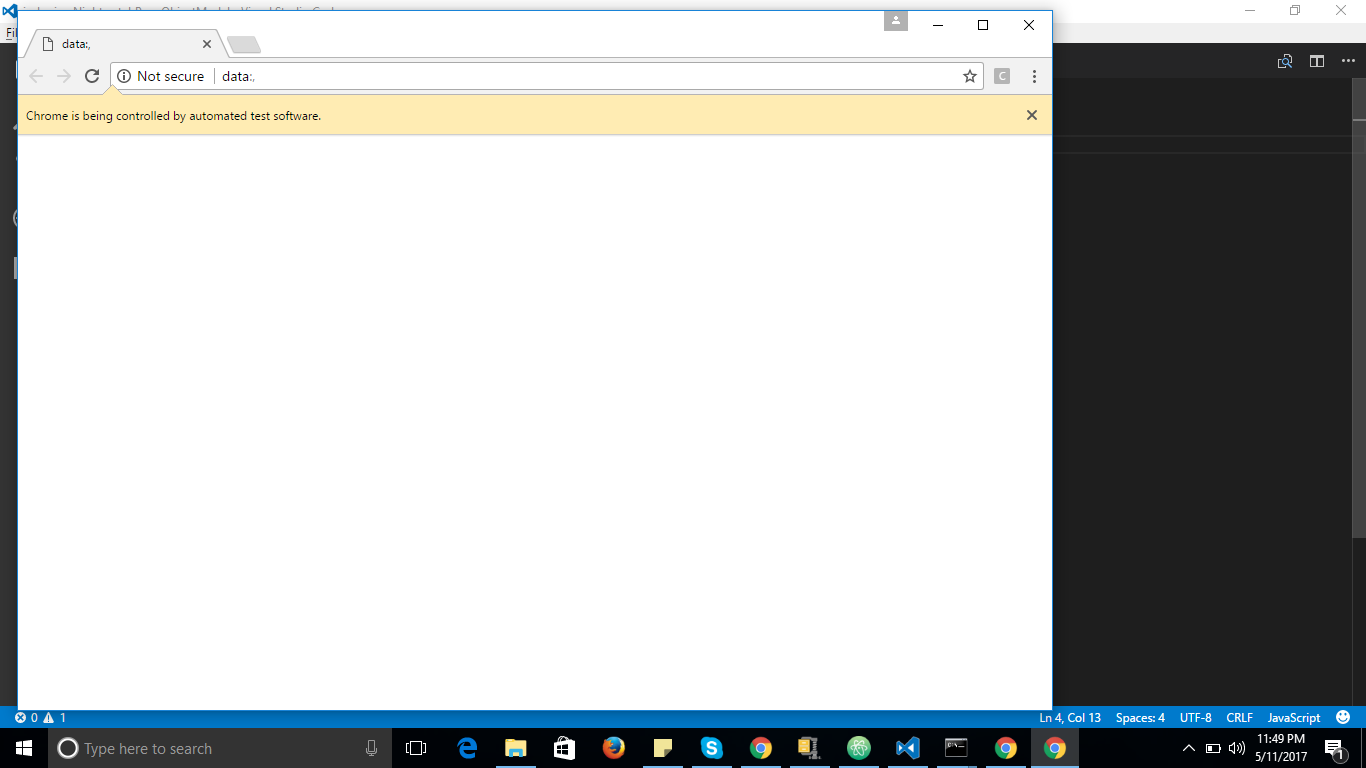 data:,
Not secure data:,
C
Chrome is being controlled by automated test software.
0 1
Ln 4, Col 13 Spaces: 4 UTF-8 CRLF JavaScript
Type here to search
11:49 PM
5/11/2017
1